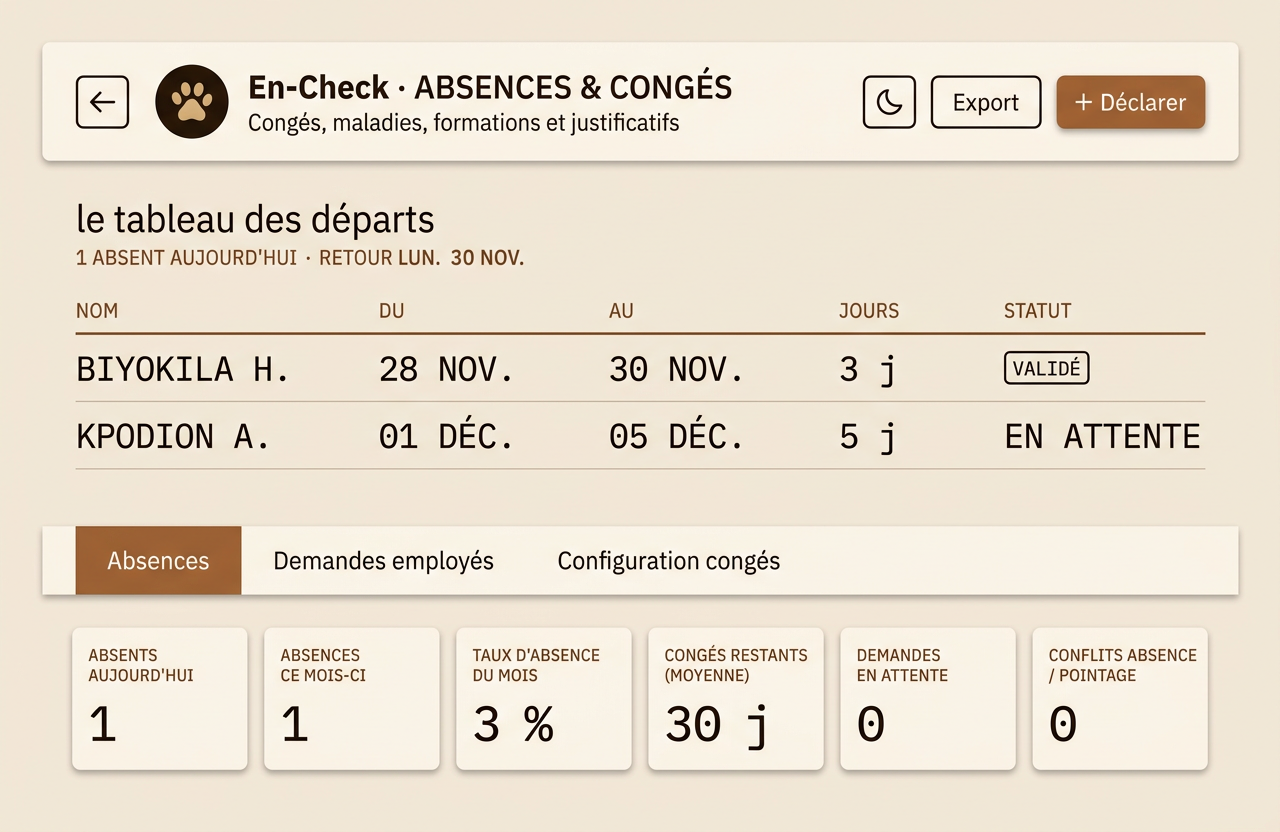 En-Check · ABSENCES & CONGÉS
Congés, maladies, formations et justificatifs
Export
+ Déclarer
le tableau des départs
1 ABSENT AUJOURD'HUI · RETOUR LUN. 30 NOV.
NOM DU AU JOURS STATUT
BIYOKILA H. 28 NOV. 30 NOV. 3 j VALIDÉ
KPODION A. 01 DÉC. 05 DÉC. 5 j EN ATTENTE
Absences Demandes employés Configuration congés
ABSENTS
AUJOURD'HUI
1
ABSENCES
CE MOIS-CI
1
TAUX D'ABSENCE
DU MOIS
3 %
CONGÉS RESTANTS
(MOYENNE)
30 j
DEMANDES
EN ATTENTE
0
CONFLITS ABSENCE
/ POINTAGE
0